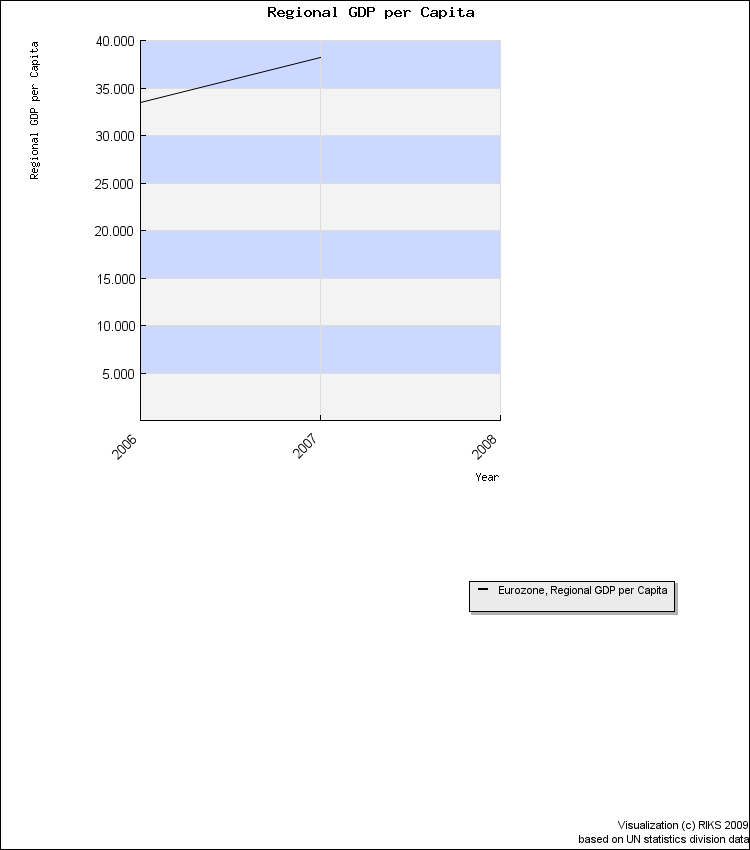 Regional GDP per Capita
Regional GDP per Capita
40.000
35.000
30.000
25.000
20.000
15.000
10.000
5.000
2006
2007
2008
Year
Eurozone, Regional GDP per Capita
Visualization (c) RIKS 2009
based on UN statistics division data